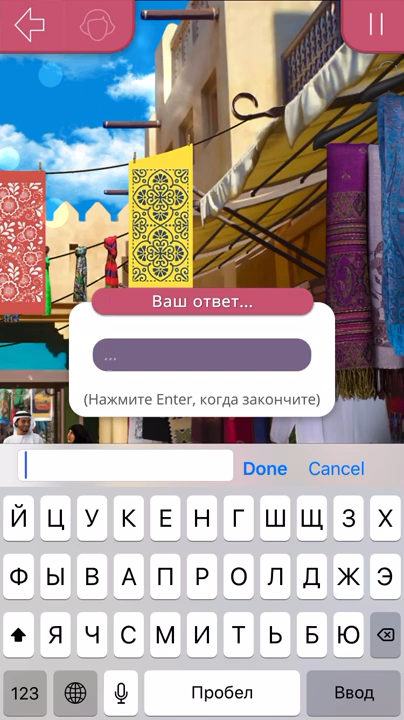 Ваш ответ...
...
(Нажмите Enter, когда закончите)
Done Cancel
Й Ц У К Е Н Г Ш Щ З Х
Ф Ы В А П Р О Л Д Ж Э
Я Ч С М И Т Ь Б Ю
123 Пробел Ввод